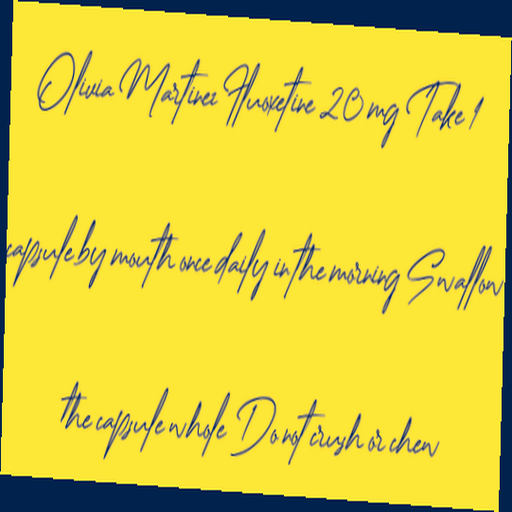 Olivia Martinez Fluoxetine 20 mg Take 1
capsule by mouth once daily in the morning Swallow
the capsule whole Do not crush or chew